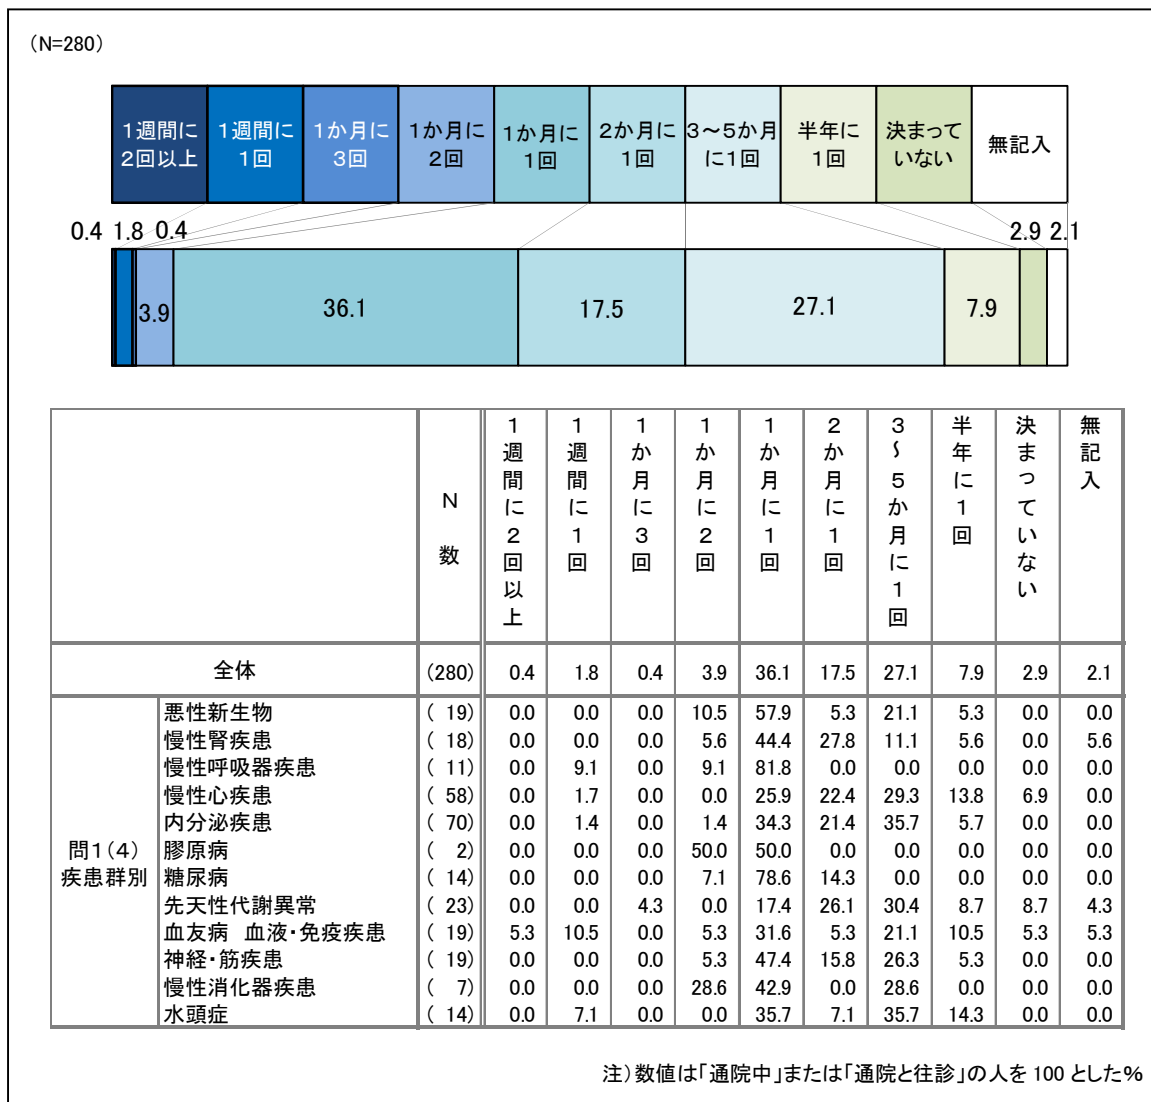 (N=280)
1週間に2回以上 1週間に1回 1か月に3回 1か月に2回 1か月に1回 2か月に1回 3~5か月に1回 半年に1回 決まっていない 無記入
0.4 1.8 0.4 2.9 2.1
3.9 36.1 17.5 27.1 7.9
N数 1週間に2回以上 1週間に1回 1か月に3回 1か月に2回 1か月に1回 2か月に1回 3~5か月に1回 半年に1回 決まっていない 無記入
全体 (280) 0.4 1.8 0.4 3.9 36.1 17.5 27.1 7.9 2.9 2.1
問1(4)疾患群別
悪性新生物 ( 19) 0.0 0.0 0.0 10.5 57.9 5.3 21.1 5.3 0.0 0.0
慢性腎疾患 ( 18) 0.0 0.0 0.0 5.6 44.4 27.8 11.1 5.6 0.0 5.6
慢性呼吸器疾患 ( 11) 0.0 9.1 0.0 9.1 81.8 0.0 0.0 0.0 0.0 0.0
慢性心疾患 ( 58) 0.0 1.7 0.0 0.0 25.9 22.4 29.3 13.8 6.9 0.0
内分泌疾患 ( 70) 0.0 1.4 0.0 1.4 34.3 21.4 35.7 5.7 0.0 0.0
膠原病 ( 2) 0.0 0.0 0.0 50.0 50.0 0.0 0.0 0.0 0.0 0.0
糖尿病 ( 14) 0.0 0.0 0.0 7.1 78.6 14.3 0.0 0.0 0.0 0.0
先天性代謝異常 ( 23) 0.0 0.0 4.3 0.0 17.4 26.1 30.4 8.7 8.7 4.3
血友病 血液・免疫疾患 ( 19) 5.3 10.5 0.0 5.3 31.6 5.3 21.1 10.5 5.3 5.3
神経・筋疾患 ( 19) 0.0 0.0 0.0 5.3 47.4 15.8 26.3 5.3 0.0 0.0
慢性消化器疾患 ( 7) 0.0 0.0 0.0 28.6 42.9 0.0 28.6 0.0 0.0 0.0
水頭症 ( 14) 0.0 7.1 0.0 0.0 35.7 7.1 35.7 14.3 0.0 0.0
注)数値は「通院中」または「通院と往診」の人を100とした%